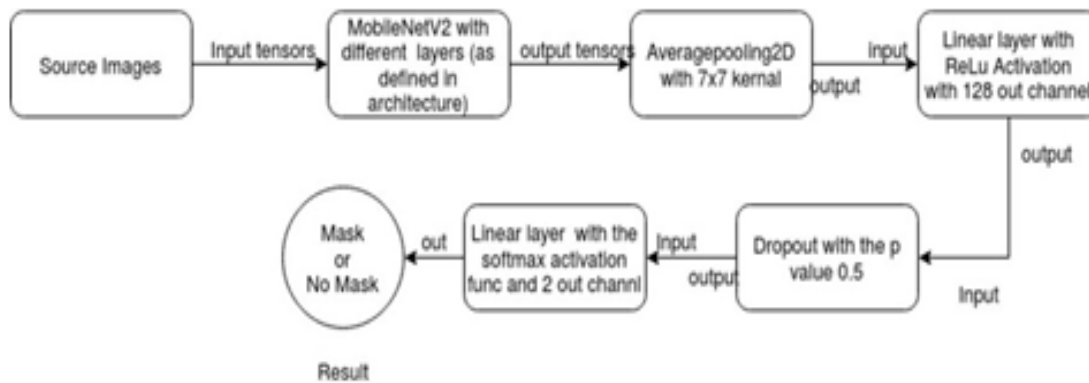 Source Images
Input tensors
MobileNetV2 with
different layers (as
defined in
architecture)
output tensors
Averagepooling2D
with 7x7 kernal
input
output
Linear layer with
ReLu Activation
with 128 out channel
output
Input
Dropout with the p
value 0.5
Input
output
Linear layer with the
softmax activation
func and 2 out channl
out
Mask
or
No Mask
Result